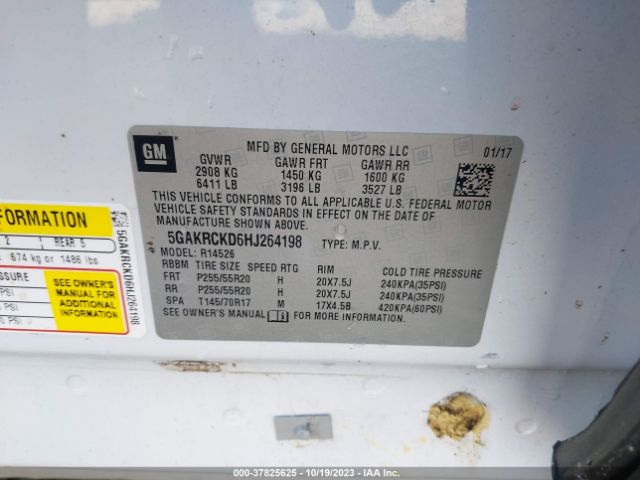 GM
MFD BY GENERAL MOTORS LLC 01/17
GVWR GAWR FRT GAWR RR
2908 KG 1450 KG 1600 KG
6411 LB 3196 LB 3527 LB
THIS VEHICLE CONFORMS TO ALL APPLICABLE U.S. FEDERAL MOTOR
VEHICLE SAFETY STANDARDS IN EFFECT ON THE DATE OF
MANUFACTURE SHOWN ABOVE.
5GAKRCKD6HJ264198 TYPE: M.P.V.
MODEL: R14526
RBBM TIRE SIZE SPEED RTG RIM COLD TIRE PRESSURE
FRT P255/55R20 H 20X7.5J 240KPA(35PSI)
RR P255/55R20 H 20X7.5J 240KPA(35PSI)
SPA T145/70R17 M 17X4.5B 420KPA(60PSI)
SEE OWNER'S MANUAL FOR MORE INFORMATION.
FORMATION
2 REAR 5
674 kg or 1486 lbs.
SSURE
PSI
PSI
PSI
SEE OWNER'S
MANUAL FOR
ADDITIONAL
INFORMATION
5GAKRCKD6HJ264198
000-37825625 - 10/19/2023 - IAA Inc.